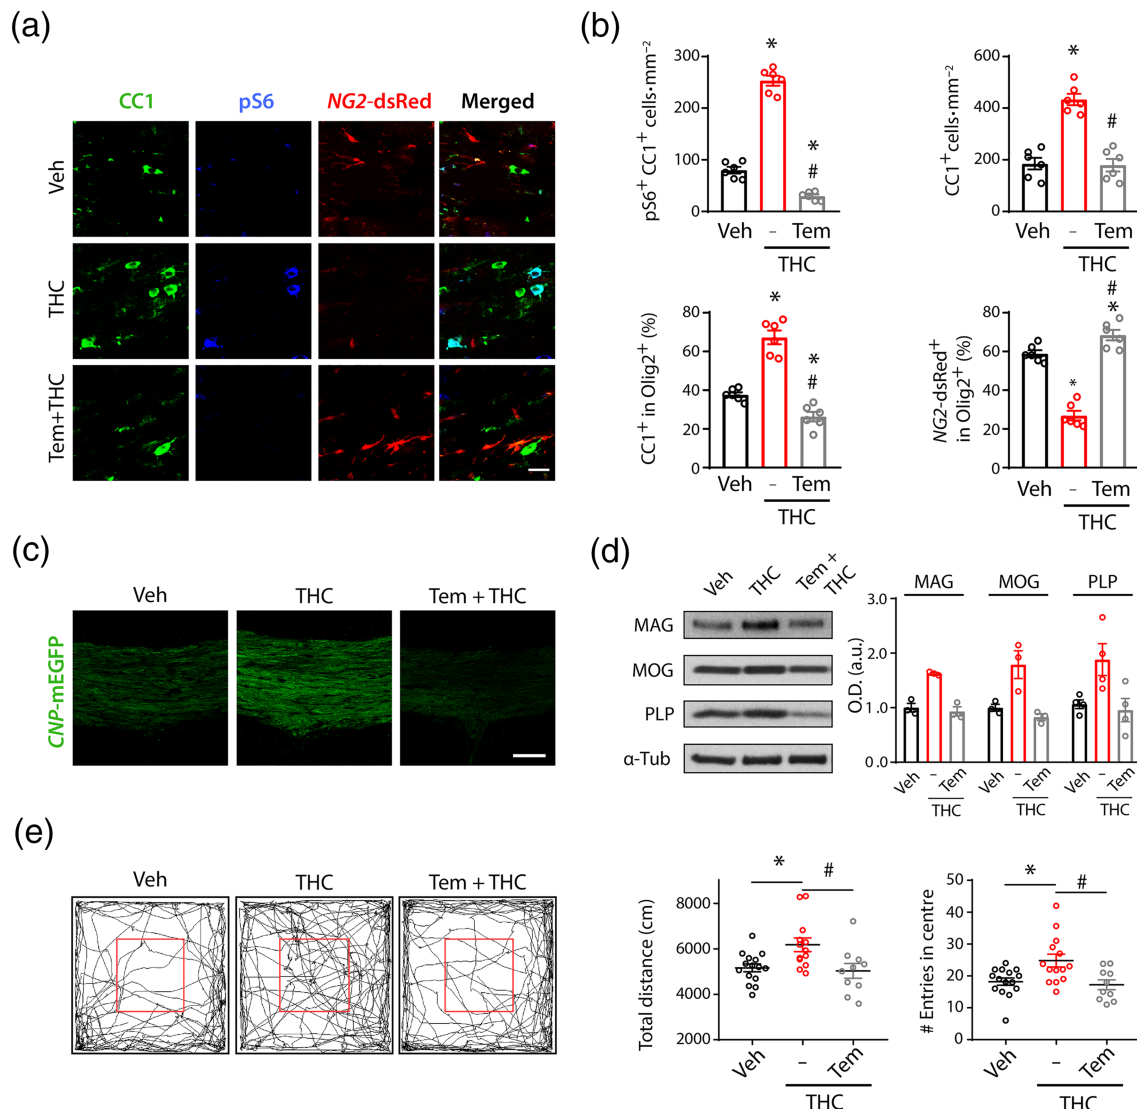 (a)
CC1 pS6 NG2-dsRed Merged
Veh
THC
Tem+THC
(b)
pS6+ CC1+ cells·mm−2
300
200
100
0
Veh – Tem
THC
*
*
#
CC1+ cells·mm−2
600
400
200
0
Veh – Tem
THC
*
#
CC1+ in Olig2+ (%)
80
60
40
20
0
Veh – Tem
THC
*
*
#
NG2-dsRed+
in Olig2+ (%)
80
60
40
20
0
Veh – Tem
THC
*
#
*
(c)
Veh THC Tem + THC
CNP-mEGFP
(d)
Veh THC Tem +
THC
MAG
MOG
PLP
α-Tub
MAG MOG PLP
O.D. (a.u.)
3.0
2.0
1.0
0.0
Veh – Tem Veh – Tem Veh – Tem
THC THC THC
(e)
Veh THC Tem + THC
Total distance (cm)
8000
6000
4000
2000
* #
Veh – Tem
THC
# Entries in centre
50
40
30
20
10
0
* #
Veh – Tem
THC